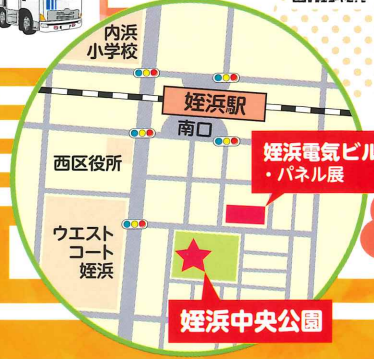 内浜
小学校
姪浜駅
南口
姪浜電気ビル
・パネル展
西区役所
ウエスト
コート
姪浜
姪浜中央公園